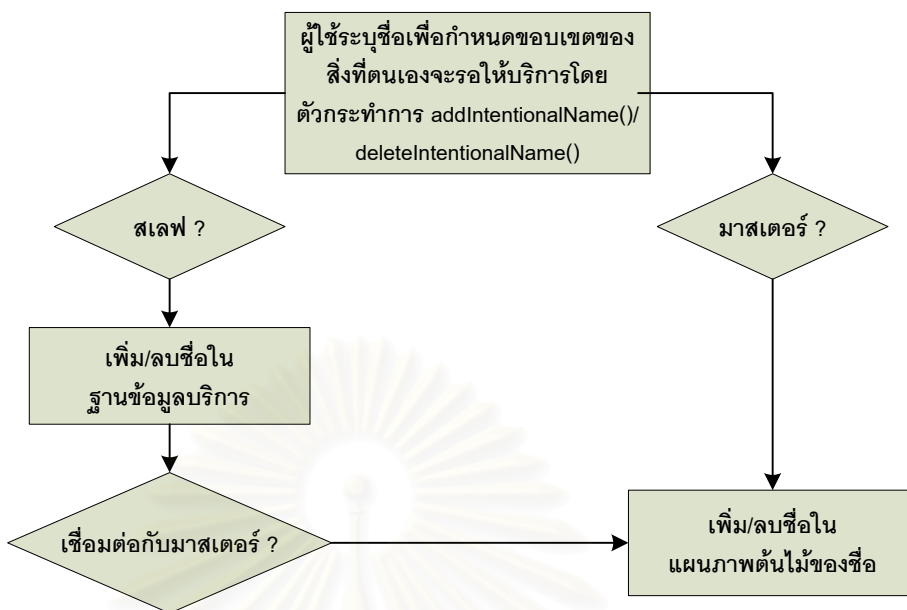 ผู้ใช้ระบุชื่อเพื่อกำหนดขอบเขตของ
สิ่งที่ตนเองจะรอให้บริการโดย
ตัวกระทำการ addIntentionalName()/
deleteIntentionalName()
สเลฟ ?
มาสเตอร์ ?
เพิ่ม/ลบชื่อใน
ฐานข้อมูลบริการ
เชื่อมต่อกับมาสเตอร์ ?
เพิ่ม/ลบชื่อใน
แผนภาพต้นไม้ของชื่อ